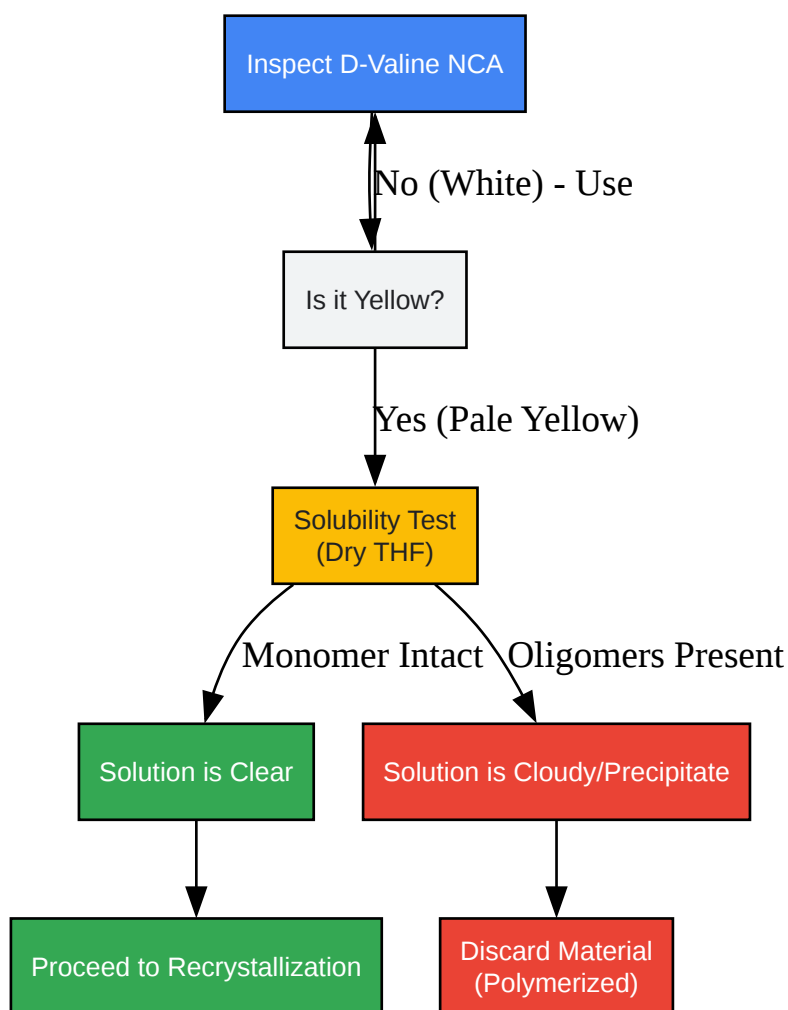 Inspect D-Valine NCA
No (White) - Use
Is it Yellow?
Yes (Pale Yellow)
Solubility Test
(Dry THF)
Monomer Intact
Oligomers Present
Solution is Clear
Solution is Cloudy/Precipitate
Proceed to Recrystallization
Discard Material
(Polymerized)